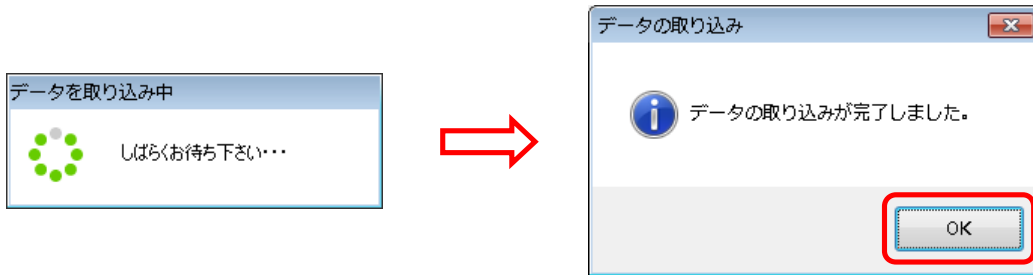 データを取り込み中
しばらくお待ち下さい・・・
データの取り込み
データの取り込みが完了しました。
OK